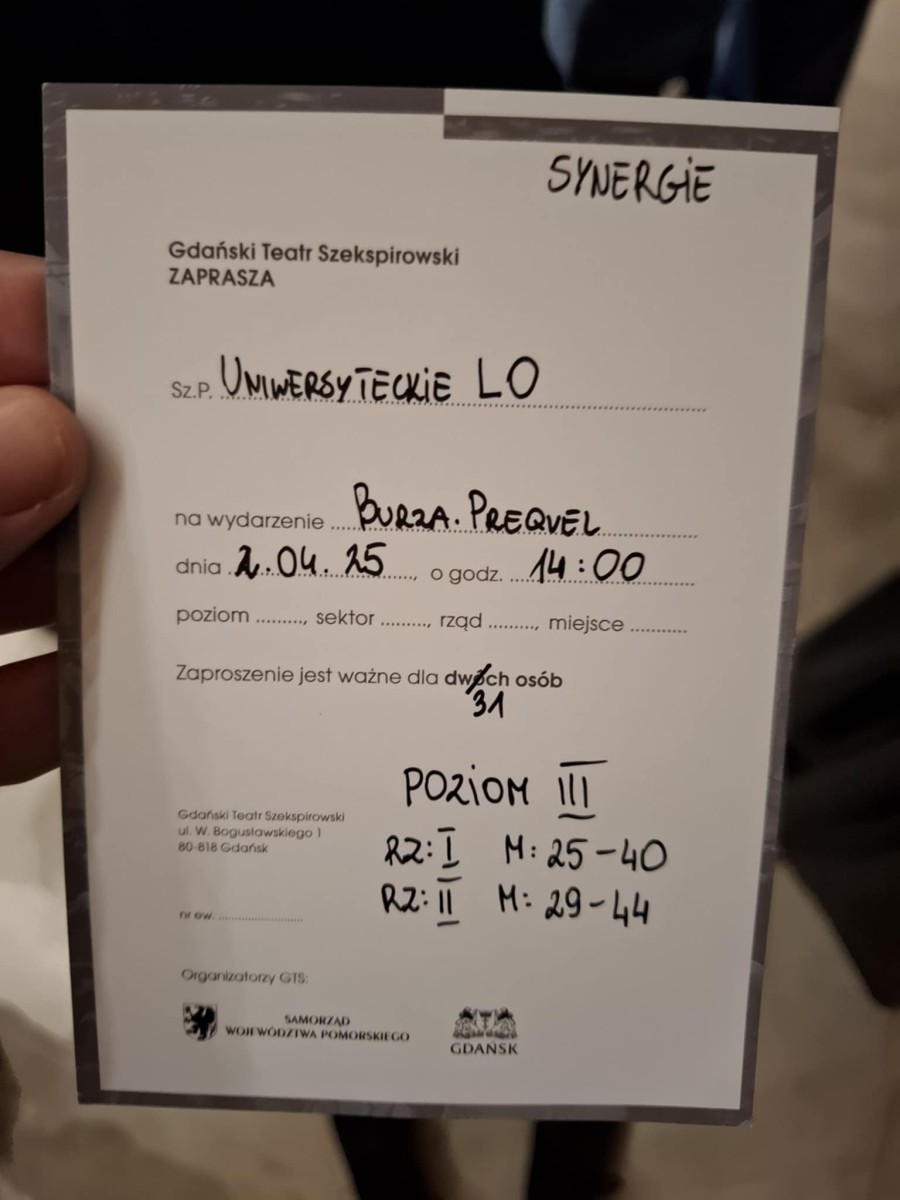 SYNERGIE
Gdański Teatr Szekspirowski
ZAPRASZA
Sz.P. UNIWERSYTECKIE LO
na wydarzenie BURZA. PREQUEL
dnia 2.04.25, o godz. 14:00
poziom ........., sektor ........., rząd ........., miejsce ...........
Zaproszenie jest ważne dla dwóch osób
31
POZIOM III
Gdański Teatr Szekspirowski
ul. W. Bogusławskiego 1
80-818 Gdańsk
RZ: I M: 25-40
RZ: II M: 29-44
nr ew. ....................
Organizatorzy GTS:
SAMORZĄD
WOJEWÓDZTWA POMORSKIEGO
GDAŃSK